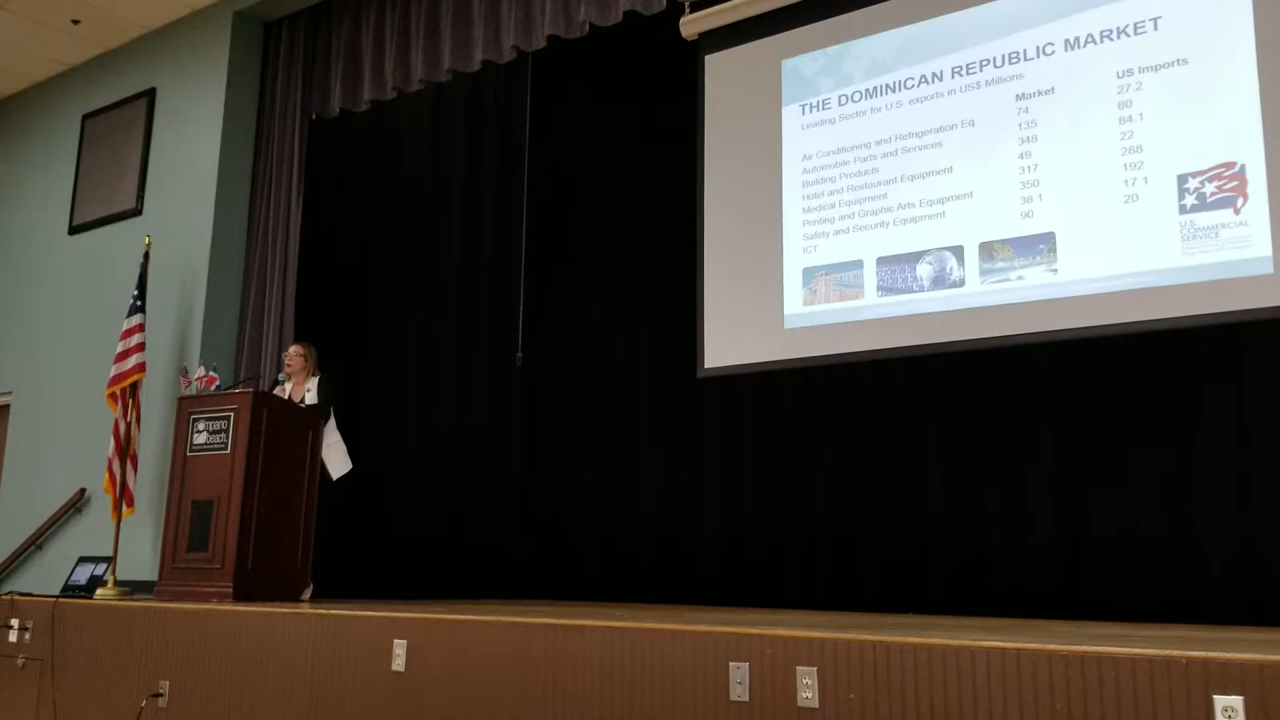 THE DOMINICAN REPUBLIC MARKET
Leading Sector for U.S. exports in US$ Millions
Market US Imports
Air Conditioning and Refrigeration Eq 74 27.2
Automobile Parts and Services 135 80
Building Products 348 84.1
Hotel and Restaurant Equipment 49 22
Medical Equipment 317 288
Printing and Graphic Arts Equipment 350 192
Safety and Security Equipment 38 1 17 1
ICT 90 20
U.S.
COMMERCIAL
SERVICE
pompano
beach